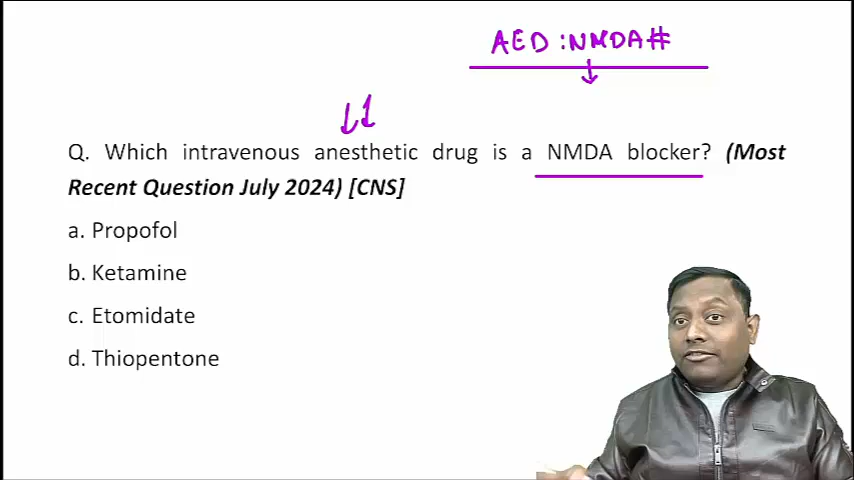 AED : NMDA #
Q. Which intravenous anesthetic drug is a NMDA blocker? (Most
Recent Question July 2024) [CNS]
a. Propofol
b. Ketamine
c. Etomidate
d. Thiopentone